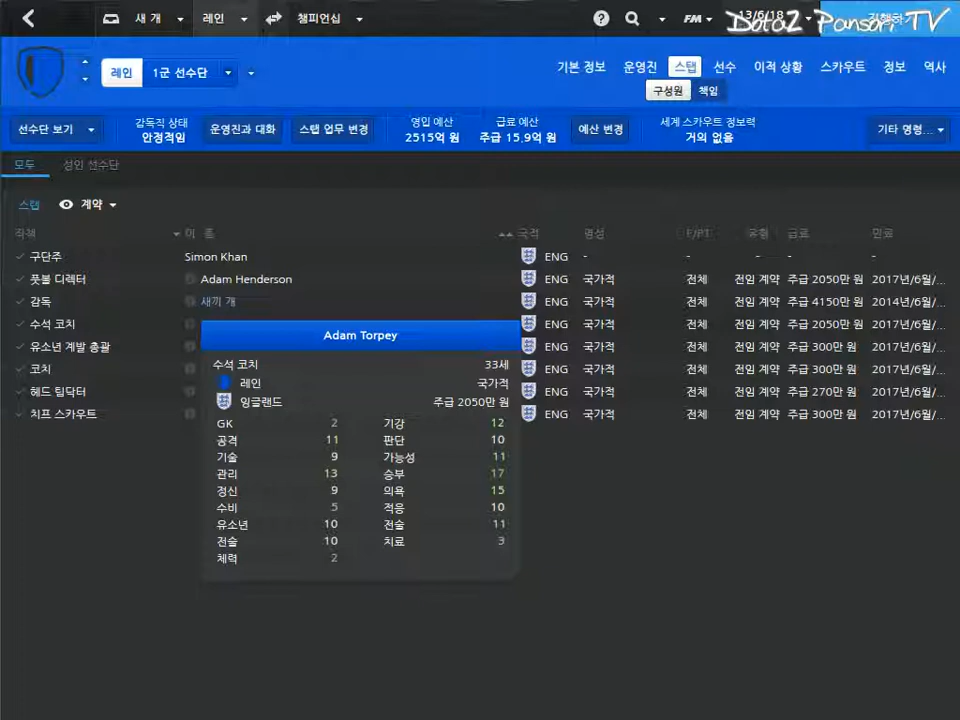 새 개 레인 챔피언십 FM 13/6/18
Dota2 Pansori TV
레인 1군 선수단
기본 정보 운영진 스탭 선수 이적 상황 스카우트 정보 역사
구성원 책임
선수단 보기 감독직 상태 안정적임 운영진과 대화 스탭 업무 변경 영입 예산 2515억 원 급료 예산 주급 15.9억 원 예산 변경 세계 스카우트 정보력 거의 없음 기타 명령...
모두 성인 선수단
스탭 계약
직책 이 름 국적 명성 F/PT 유형 급료 만료
구단주 Simon Khan ENG - - - - -
풋볼 디렉터 Adam Henderson ENG 국가적 전체 전임 계약 주급 2050만 원 2017년/6월/...
감독 새끼 개 ENG 국가적 전체 전임 계약 주급 4150만 원 2014년/6월/...
수석 코치 ENG 국가적 전체 전임 계약 주급 2050만 원 2017년/6월/...
유소년 계발 총괄 ENG 국가적 전체 전임 계약 주급 300만 원 2017년/6월/...
코치 ENG 국가적 전체 전임 계약 주급 300만 원 2017년/6월/...
헤드 팀닥터 ENG 국가적 전체 전임 계약 주급 270만 원 2017년/6월/...
치프 스카우트 ENG 국가적 전체 전임 계약 주급 300만 원 2017년/6월/...
Adam Torpey
수석 코치 33세
레인 국가적
잉글랜드 주급 2050만 원
GK 2 기강 12
공격 11 판단 10
기술 9 가능성 11
관리 13 승부 17
정신 9 의욕 15
수비 5 적응 10
유소년 10 전술 11
전술 10 치료 3
체력 2